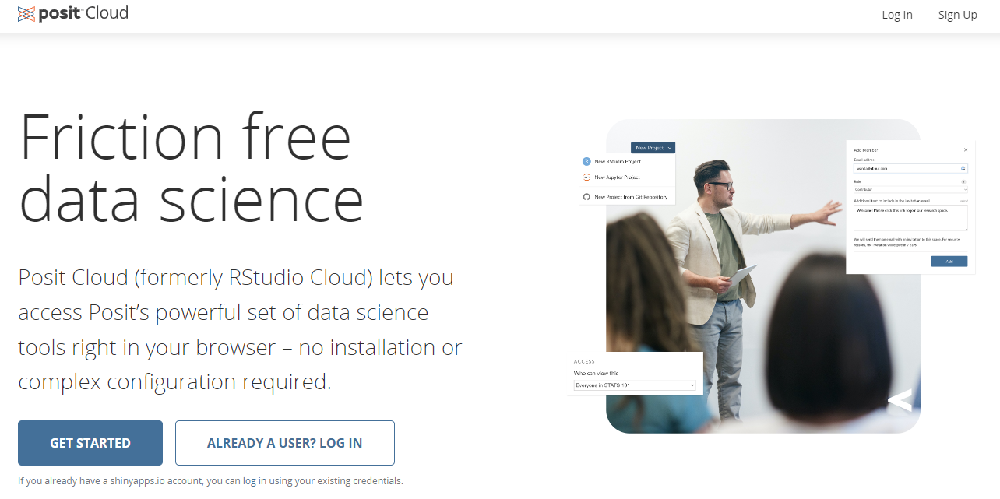 posit Cloud
Log In
Sign Up
Friction free
data science
Posit Cloud (formerly RStudio Cloud) lets you
access Posit’s powerful set of data science
tools right in your browser – no installation or
complex configuration required.
GET STARTED
ALREADY A USER? LOG IN
If you already have a shinyapps.io account, you can log in using your existing credentials.
New Project
New RStudio Project
New Jupyter Project
New Project from Git Repository
Add Member
Email address
Role
Contributor
Additional text to include in the invitation email
Welcome! Please click this link to join our research space.
We will send them an email with an invitation to this space. For security
reasons, the invitation will expire in 7 days.
Add
ACCESS
Who can view this
Everyone in STATS 101